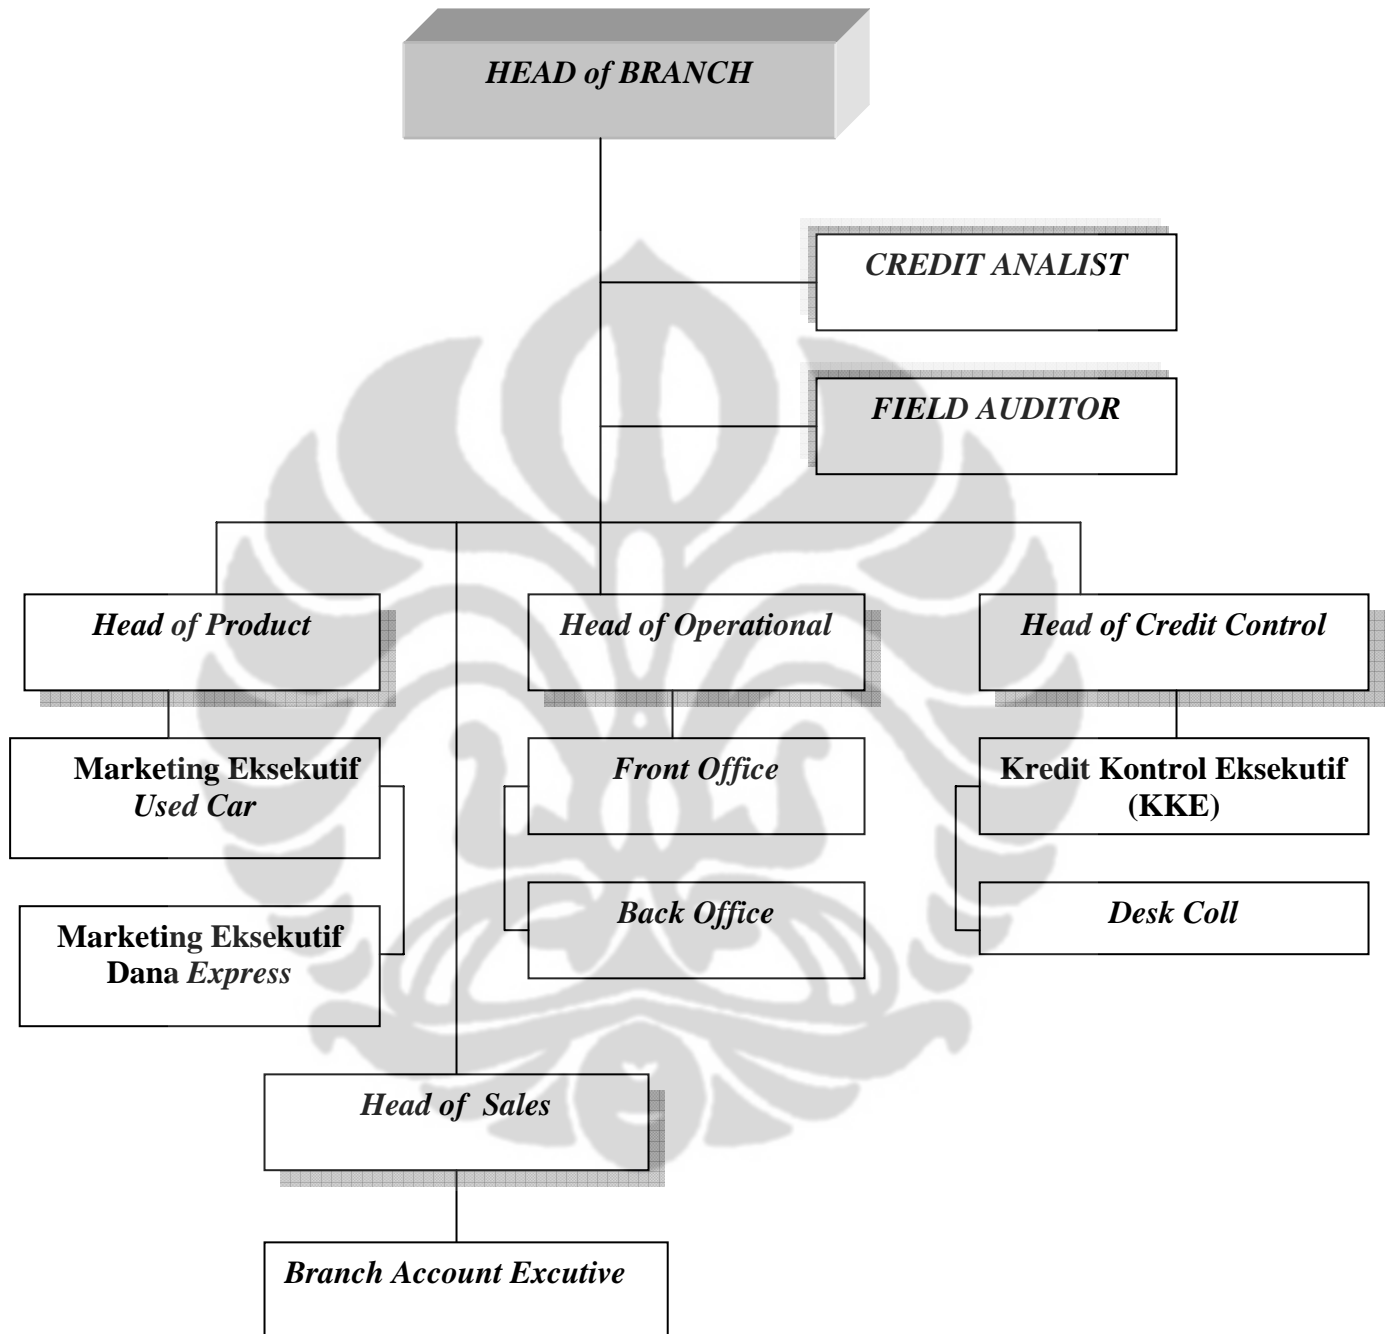 HEAD of BRANCH
CREDIT ANALIST
FIELD AUDITOR
Head of Product
Head of Operational
Head of Credit Control
Marketing Eksekutif
Used Car
Front Office
Kredit Kontrol Eksekutif
(KKE)
Marketing Eksekutif
Dana Express
Back Office
Desk Coll
Head of Sales
Branch Account Excutive